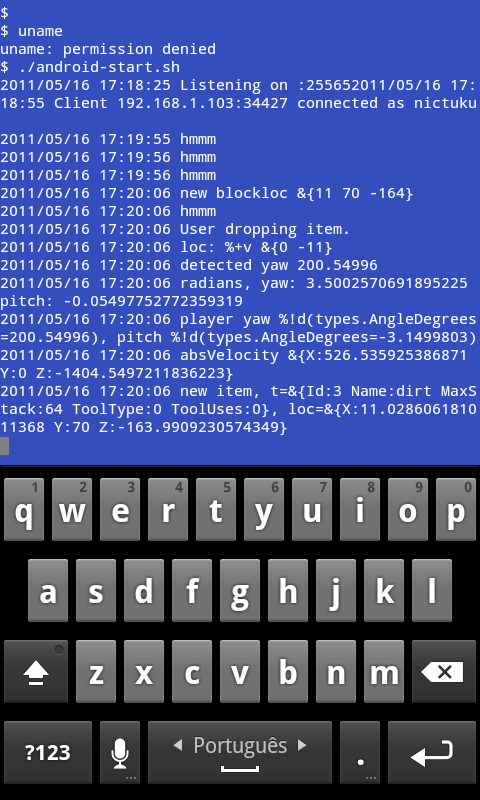 $
$ uname
uname: permission denied
$ ./android-start.sh
2011/05/16 17:18:25 Listening on :255652011/05/16 17:
18:55 Client 192.168.1.103:34427 connected as nictuku
2011/05/16 17:19:55 hmmm
2011/05/16 17:19:56 hmmm
2011/05/16 17:19:56 hmmm
2011/05/16 17:20:06 new blockloc &{11 70 -164}
2011/05/16 17:20:06 hmmm
2011/05/16 17:20:06 User dropping item.
2011/05/16 17:20:06 loc: %+v &{0 -11}
2011/05/16 17:20:06 detected yaw 200.54996
2011/05/16 17:20:06 radians, yaw: 3.5002570691895225
pitch: -0.05497752772359319
2011/05/16 17:20:06 player yaw %!d(types.AngleDegrees
=200.54996), pitch %!d(types.AngleDegrees=-3.1499803)
2011/05/16 17:20:06 absVelocity &{X:526.535925386871
Y:0 Z:-1404.5497211836223}
2011/05/16 17:20:06 new item, t=&{Id:3 Name:dirt MaxS
tack:64 ToolType:0 ToolUses:0}, loc=&{X:11.0286061810
11368 Y:70 Z:-163.9909230574349}
1 2 3 4 5 6 7 8 9 0
q w e r t y u i o p
a s d f g h j k l
z x c v b n m
?123 Português . ...